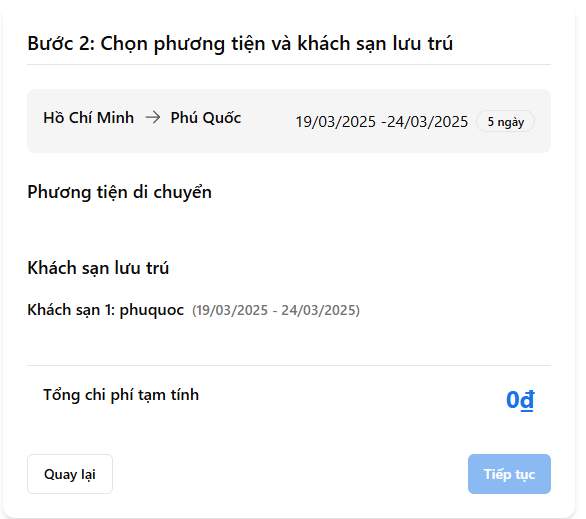 Bước 2: Chọn phương tiện và khách sạn lưu trú
Hồ Chí Minh → Phú Quốc 19/03/2025 -24/03/2025 5 ngày
Phương tiện di chuyển
Khách sạn lưu trú
Khách sạn 1: phuquoc (19/03/2025 - 24/03/2025)
Tổng chi phí tạm tính 0₫
Quay lại Tiếp tục